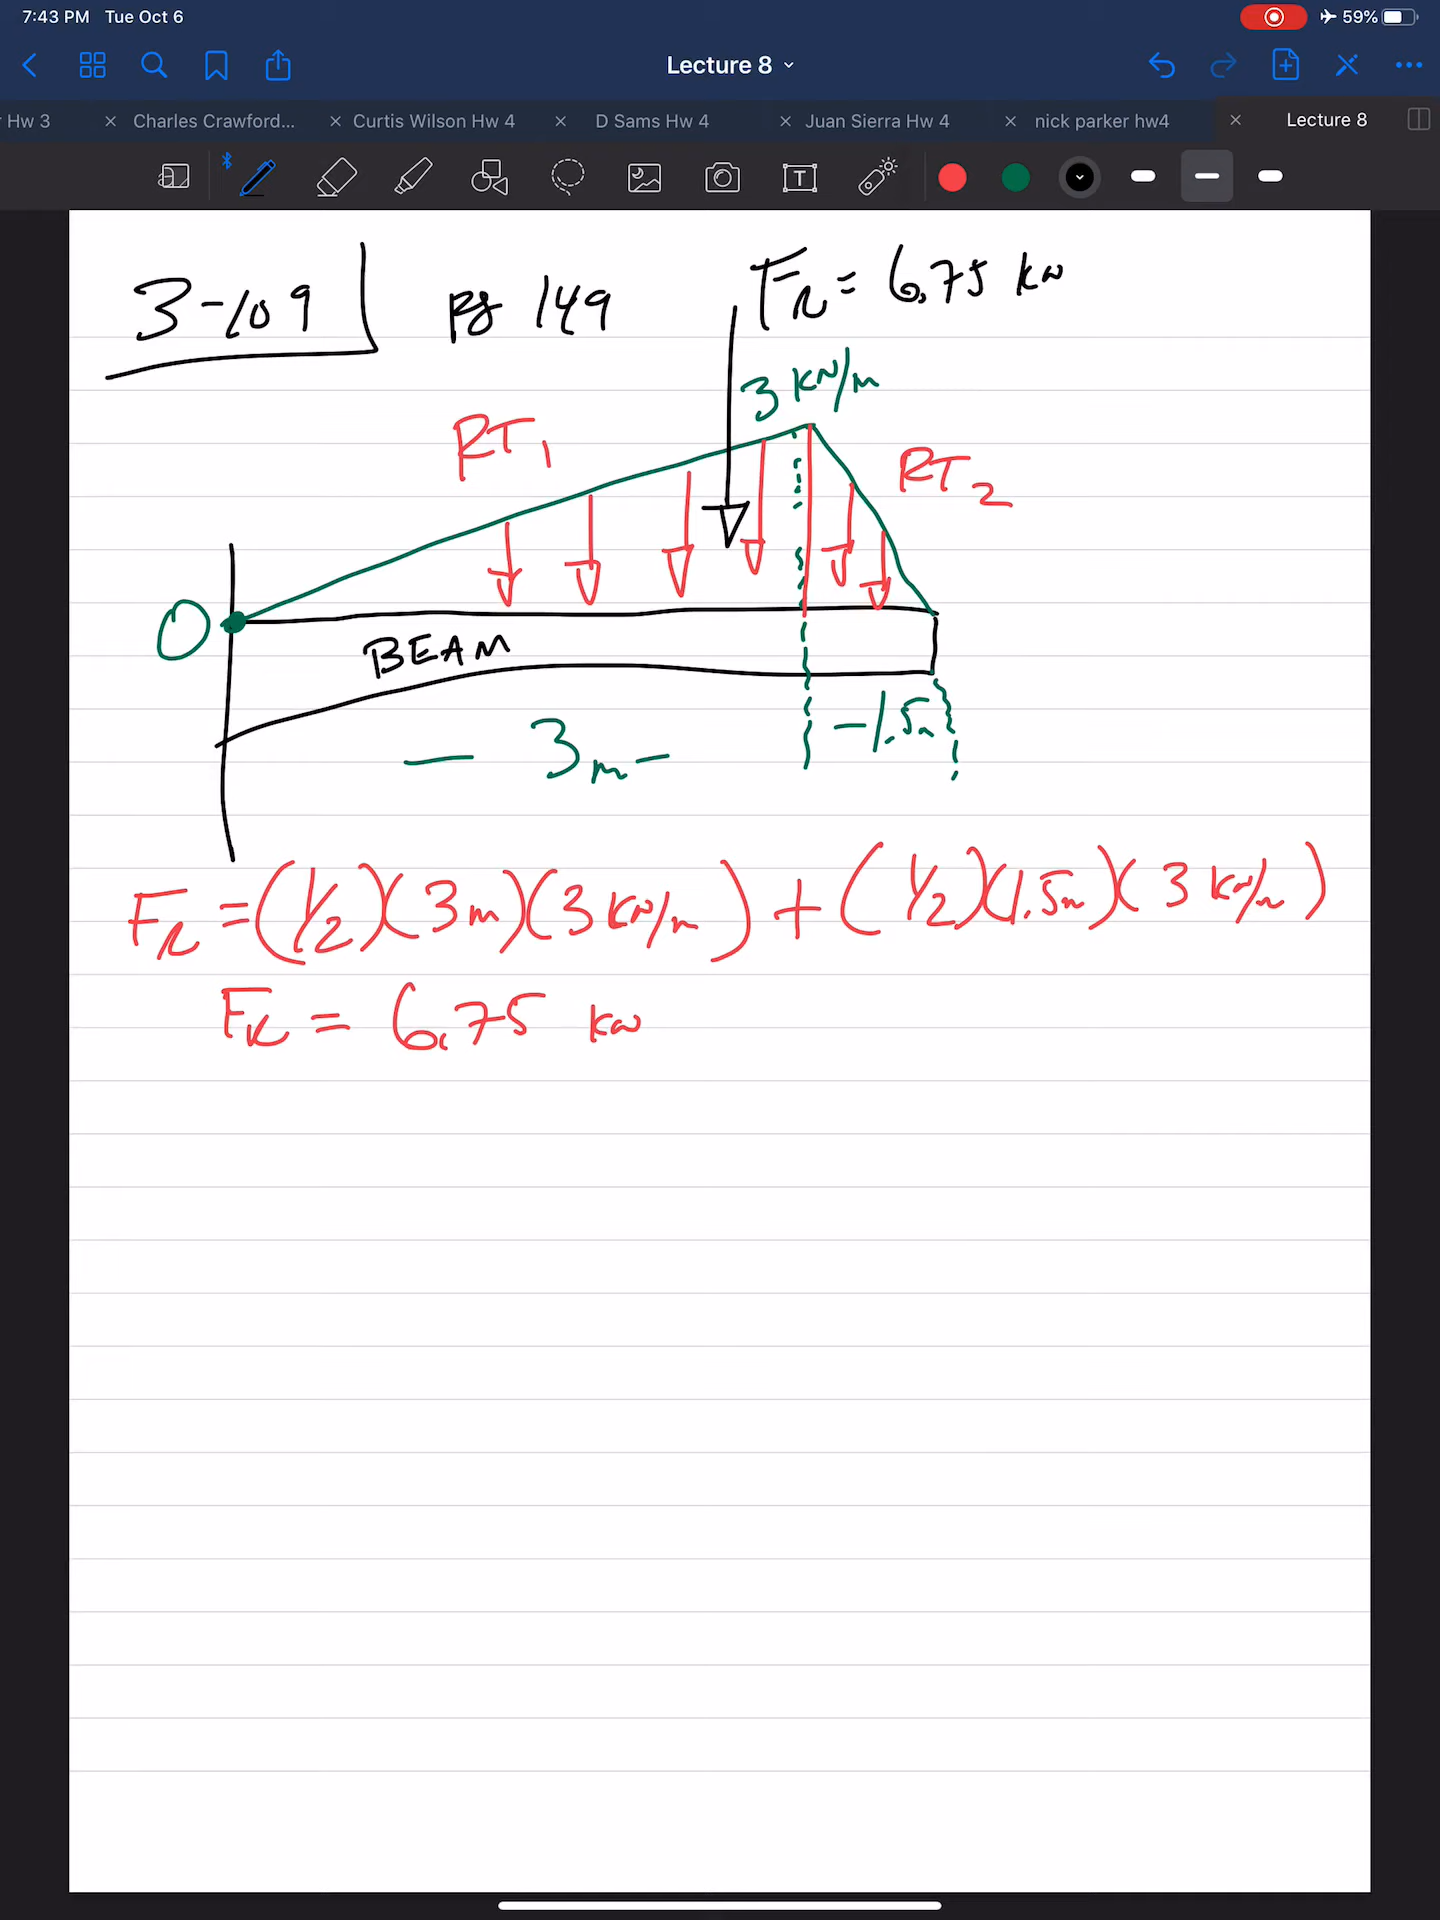 7:43 PM Tue Oct 6
59%
Lecture 8
Hw 3
Charles Crawford...
Curtis Wilson Hw 4
D Sams Hw 4
Juan Sierra Hw 4
nick parker hw4
Lecture 8
T
3-109 pg 149
FR = 6.75 kN
3 KN/m
RT1
RT2
O
BEAM
- 3m -
-1.5m
FR = (1/2)(3m)(3 KN/m) + (1/2)(1.5m)(3 KN/m)
FR = 6.75 kN